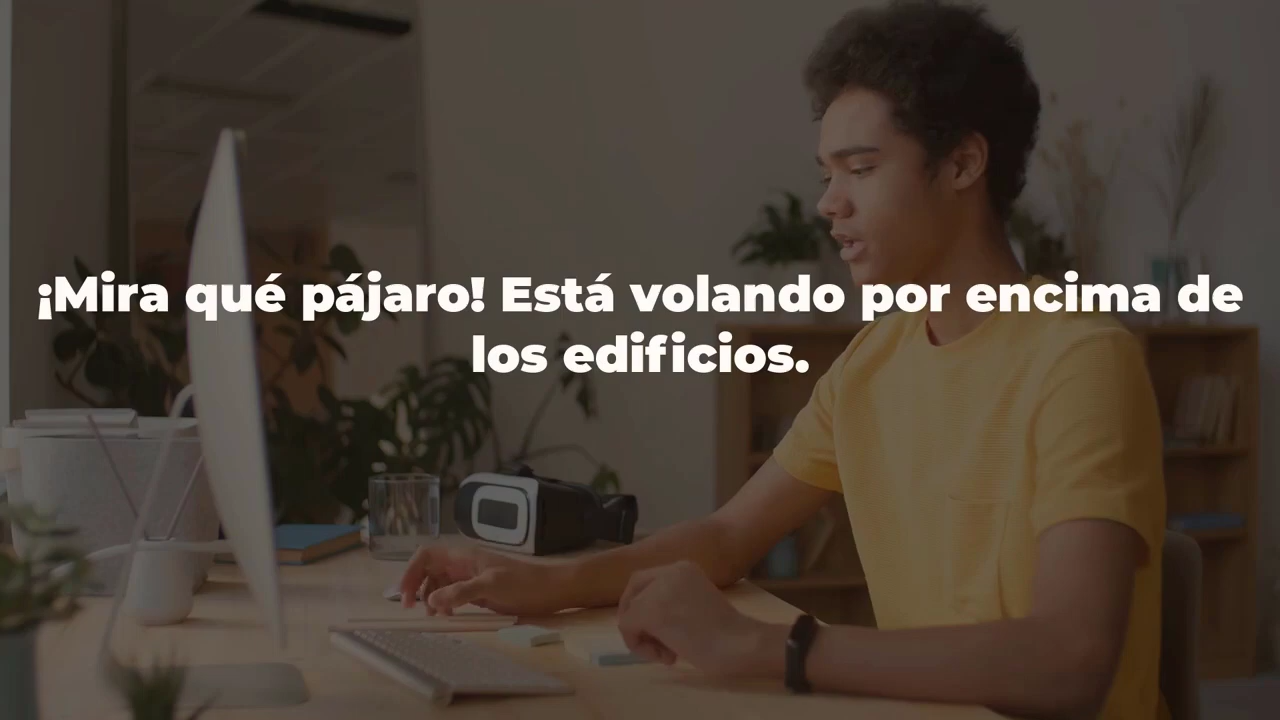 ¡Mira qué pájaro! Está volando por encima de
los edificios.